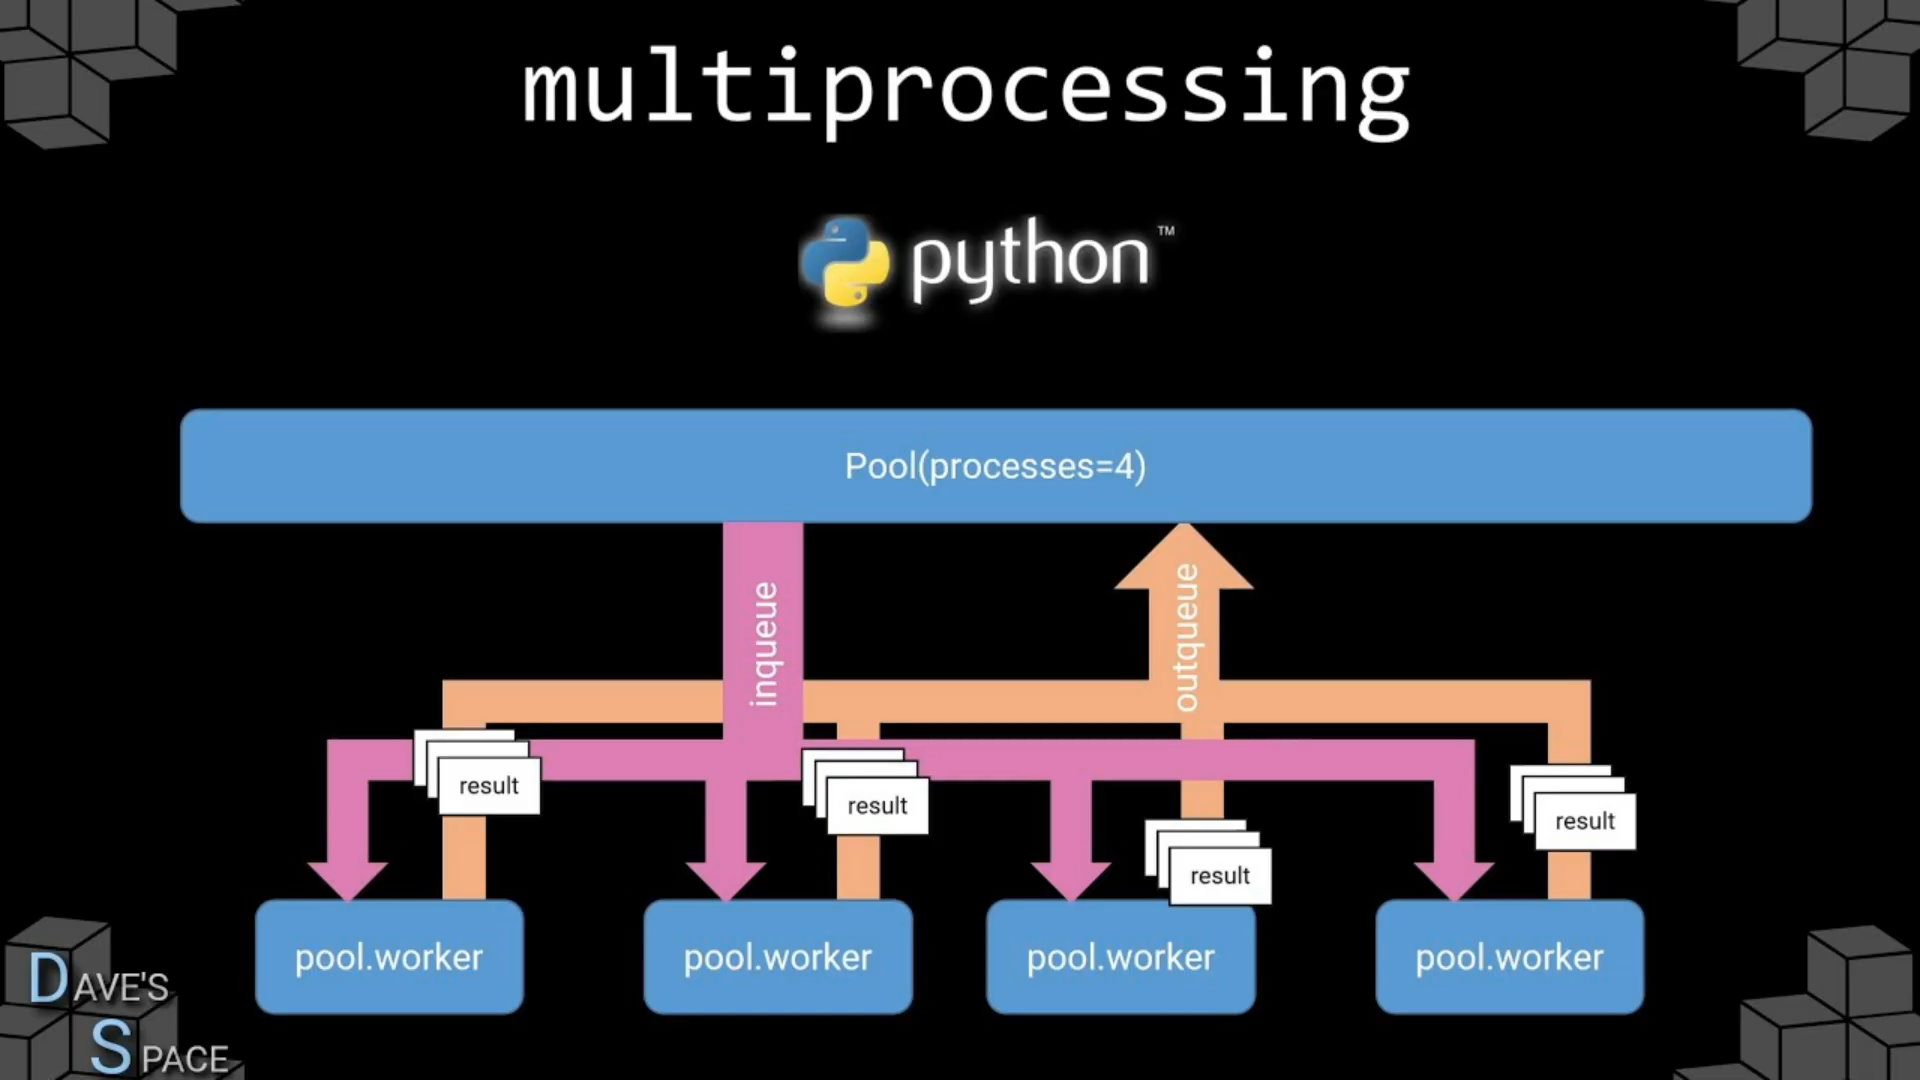 multiprocessing
python™
Pool(processes=4)
inqueue
outqueue
result
result
result
result
pool.worker
pool.worker
pool.worker
pool.worker
DAVE'S
SPACE